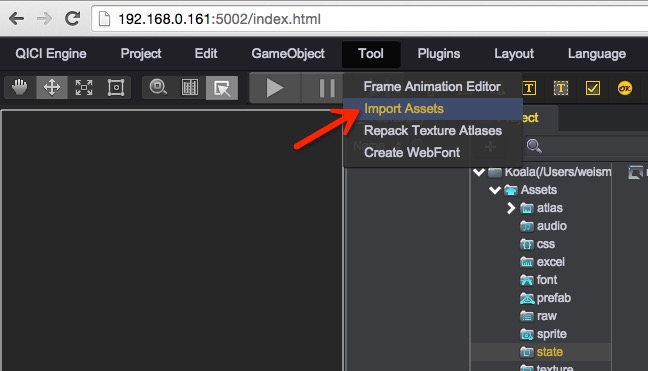 192.168.0.161:5002/index.html
QICI Engine Project Edit GameObject Tool Plugins Layout Language
T T OK
Frame Animation Editor
Import Assets
Repack Texture Atlases
Create WebFont
Koala(/Users/weism
Assets
atlas
audio
css
excel
font
prefab
raw
sprite
state
texture